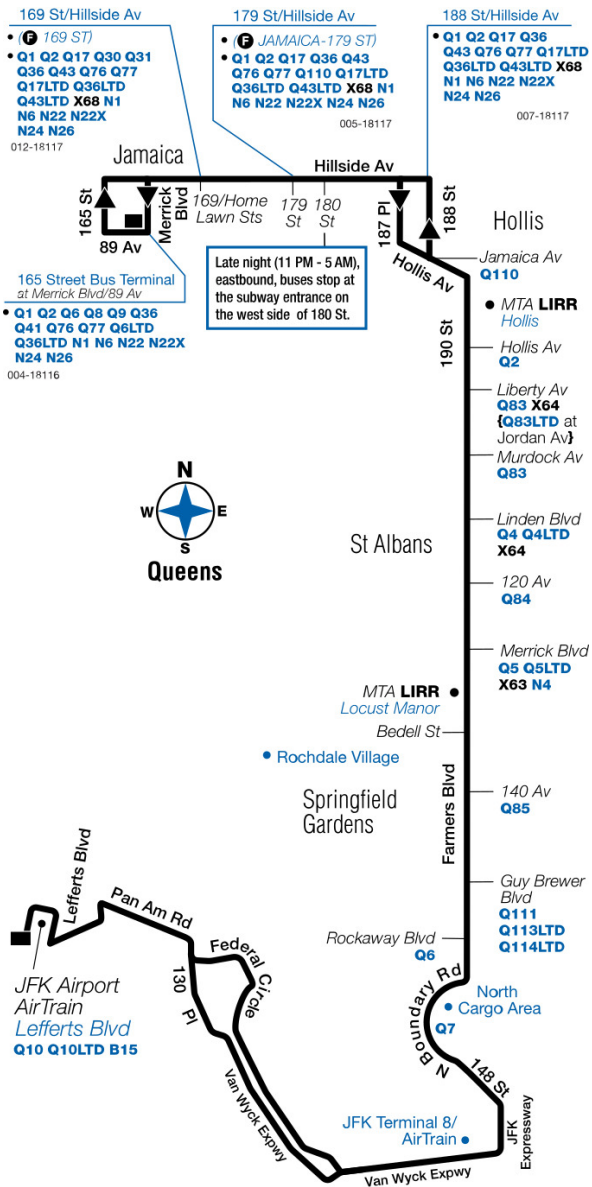 169 St/Hillside Av
• (F 169 ST)
• Q1 Q2 Q17 Q30 Q31
Q36 Q43 Q76 Q77
Q17LTD Q36LTD
Q43LTD X68 N1
N6 N22 N22X
N24 N26
012-18117
179 St/Hillside Av
• (F JAMAICA-179 ST)
• Q1 Q2 Q17 Q36 Q43
Q76 Q77 Q110 Q17LTD
Q36LTD Q43LTD X68 N1
N6 N22 N22X N24 N26
005-18117
188 St/Hillside Av
• Q1 Q2 Q17 Q36
Q43 Q76 Q77 Q17LTD
Q36LTD Q43LTD X68
N1 N6 N22 N22X
N24 N26
007-18117
Jamaica
Hillside Av
165 St
Merrick
Blvd
89 Av
169/Home
Lawn Sts
179
St
180
St
187 Pl
188 St
Hollis
Hollis Av
165 Street Bus Terminal
at Merrick Blvd/89 Av
• Q1 Q2 Q6 Q8 Q9 Q36
Q41 Q76 Q77 Q6LTD
Q36LTD N1 N6 N22 N22X
N24 N26
004-18116
Late night (11 PM - 5 AM),
eastbound, buses stop at
the subway entrance on
the west side of 180 St.
Jamaica Av
Q110
MTA LIRR
Hollis
190 St
Hollis Av
Q2
Liberty Av
Q83 X64
{Q83LTD at
Jordan Av}
Murdock Av
Q83
N
W E
S
Queens
St Albans
Linden Blvd
Q4 Q4LTD
X64
120 Av
Q84
Merrick Blvd
Q5 Q5LTD
X63 N4
MTA LIRR
Locust Manor
Bedell St
Rochdale Village
Springfield
Gardens
Farmers Blvd
140 Av
Q85
Guy Brewer
Blvd
Q111
Q113LTD
Q114LTD
Rockaway Blvd
Q6
Lefferts Blvd
Pan Am Rd
Federal Circle
130 Pl
JFK Airport
AirTrain
Lefferts Blvd
Q10 Q10LTD B15
N Boundary Rd
North
Cargo Area
Q7
148 St
Van Wyck Expwy
JFK Terminal 8/
AirTrain
JFK
Expressway
Van Wyck Expwy